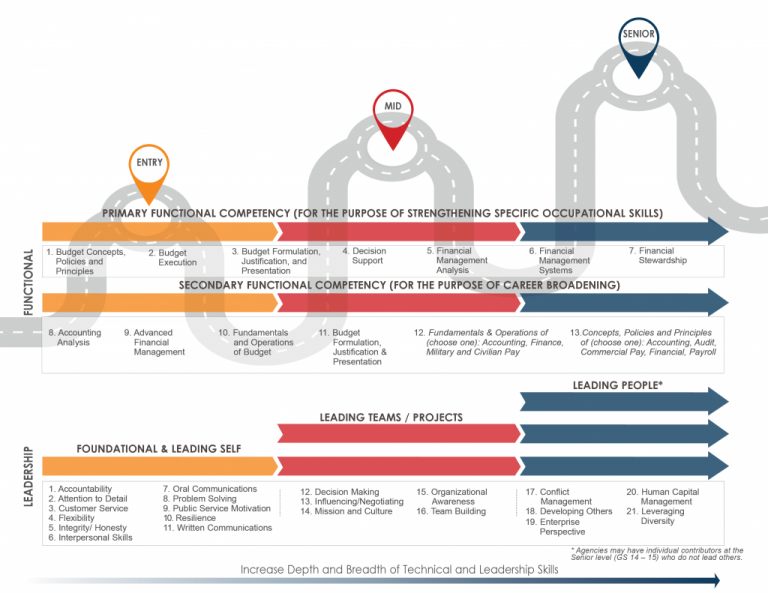 SENIOR
MID
ENTRY
PRIMARY FUNCTIONAL COMPETENCY (FOR THE PURPOSE OF STRENGTHENING SPECIFIC OCCUPATIONAL SKILLS)
FUNCTIONAL
1. Budget Concepts,
Policies and
Principles
2. Budget
Execution
3. Budget Formulation,
Justification, and
Presentation
4. Decision
Support
5. Financial
Management
Analysis
6. Financial
Management
Systems
7. Financial
Stewardship
SECONDARY FUNCTIONAL COMPETENCY (FOR THE PURPOSE OF CAREER BROADENING)
8. Accounting
Analysis
9. Advanced
Financial
Management
10. Fundamentals
and Operations
of Budget
11. Budget
Formulation,
Justification &
Presentation
12. Fundamentals & Operations of
(choose one): Accounting, Finance,
Military and Civilian Pay
13.Concepts, Policies and Principles
of (choose one): Accounting, Audit,
Commercial Pay, Financial, Payroll
LEADING PEOPLE*
LEADING TEAMS / PROJECTS
FOUNDATIONAL & LEADING SELF
LEADERSHIP
1. Accountability
2. Attention to Detail
3. Customer Service
4. Flexibility
5. Integrity/ Honesty
6. Interpersonal Skills
7. Oral Communications
8. Problem Solving
9. Public Service Motivation
10. Resilience
11. Written Communications
12. Decision Making
13. Influencing/Negotiating
14. Mission and Culture
15. Organizational
Awareness
16. Team Building
17. Conflict
Management
18. Developing Others
19. Enterprise
Perspective
20. Human Capital
Management
21. Leveraging
Diversity
* Agencies may have individual contributors at the
Senior level (GS 14 – 15) who do not lead others.
Increase Depth and Breadth of Technical and Leadership Skills